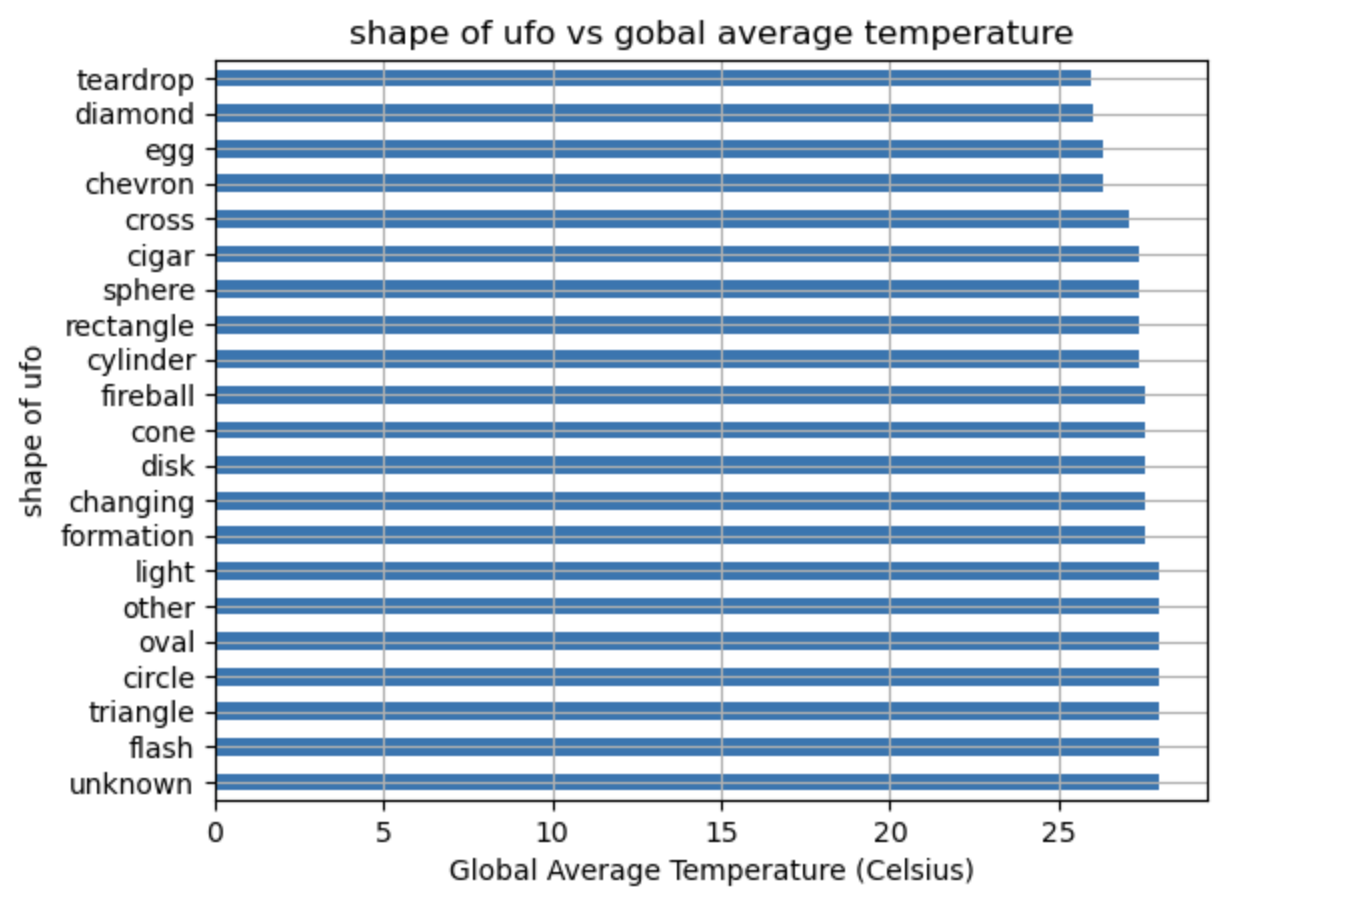 shape of ufo vs gobal average temperature
teardrop
diamond
egg
chevron
cross
cigar
sphere
rectangle
cylinder
fireball
cone
disk
changing
formation
light
other
oval
circle
triangle
flash
unknown
shape of ufo
0 5 10 15 20 25
Global Average Temperature (Celsius)